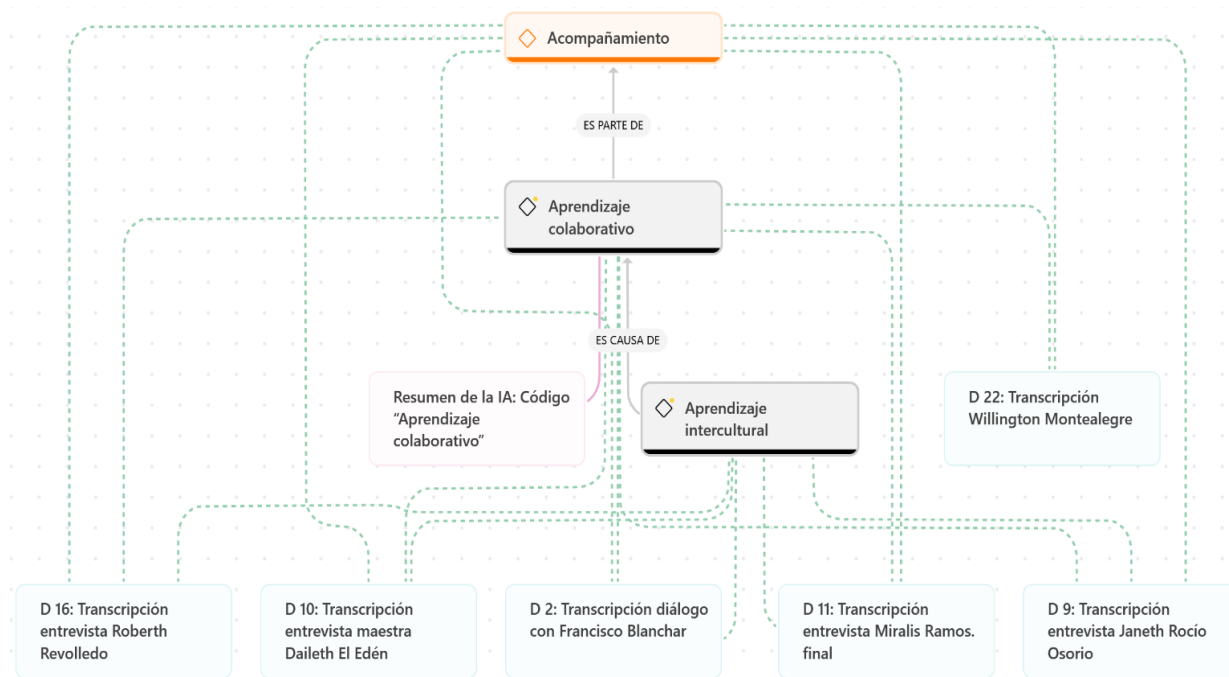 Acompañamiento
ES PARTE DE
Aprendizaje
colaborativo
ES CAUSA DE
Resumen de la IA: Código
“Aprendizaje
colaborativo”
Aprendizaje
intercultural
D 22: Transcripción
Willington Montealegre
D 16: Transcripción
entrevista Roberth
Revolledo
D 10: Transcripción
entrevista maestra
Daileth El Edén
D 2: Transcripción diálogo
con Francisco Blanchar
D 11: Transcripción
entrevista Miralis Ramos.
final
D 9: Transcripción
entrevista Janeth Rocío
Osorio